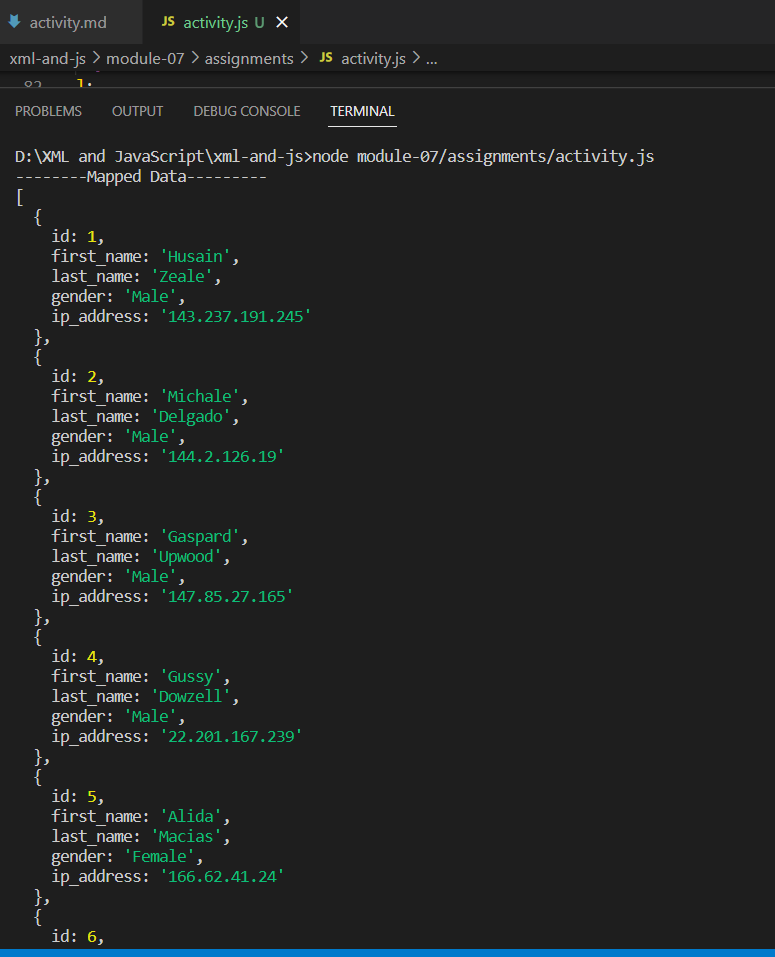 activity.md
JS activity.js U ×
xml-and-js > module-07 > assignments > JS activity.js > ...
82 ];
PROBLEMS OUTPUT DEBUG CONSOLE TERMINAL
D:\XML and JavaScript\xml-and-js>node module-07/assignments/activity.js
--------Mapped Data---------
[
  {
    id: 1,
    first_name: 'Husain',
    last_name: 'Zeale',
    gender: 'Male',
    ip_address: '143.237.191.245'
  },
  {
    id: 2,
    first_name: 'Michale',
    last_name: 'Delgado',
    gender: 'Male',
    ip_address: '144.2.126.19'
  },
  {
    id: 3,
    first_name: 'Gaspard',
    last_name: 'Upwood',
    gender: 'Male',
    ip_address: '147.85.27.165'
  },
  {
    id: 4,
    first_name: 'Gussy',
    last_name: 'Dowzell',
    gender: 'Male',
    ip_address: '22.201.167.239'
  },
  {
    id: 5,
    first_name: 'Alida',
    last_name: 'Macias',
    gender: 'Female',
    ip_address: '166.62.41.24'
  },
  {
    id: 6,